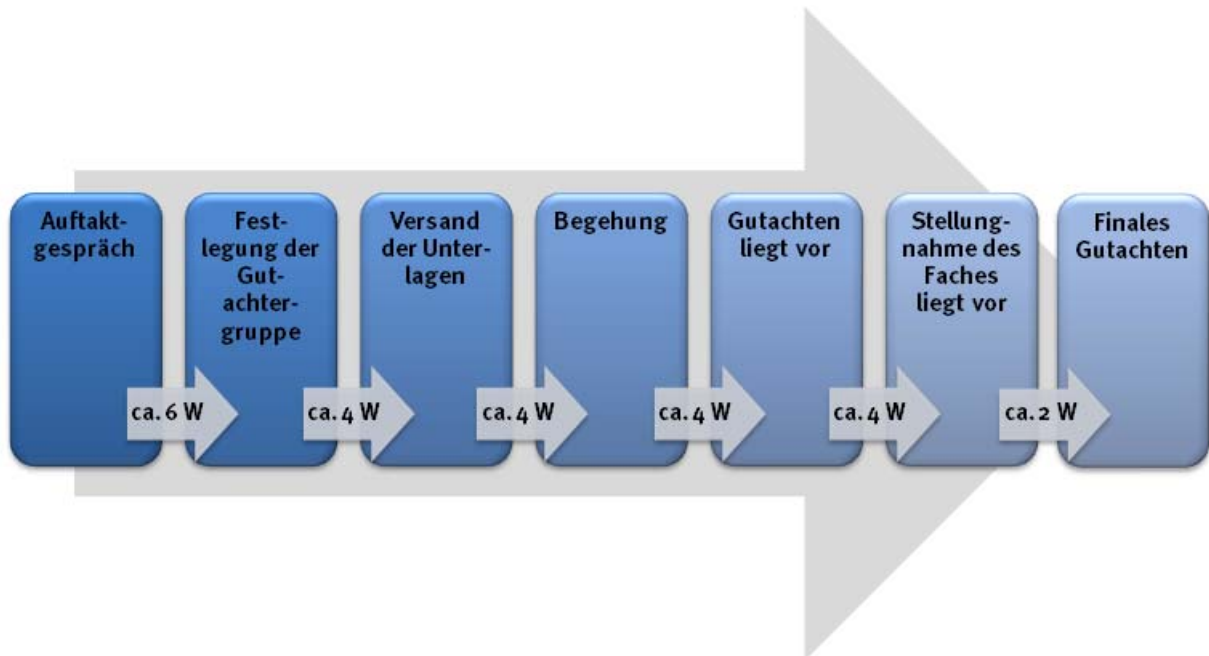 Auftakt-
gespräch
Fest-
legung der
Gut-
achter-
gruppe
Versand
der Unter-
lagen
Begehung
Gutachten
liegt vor
Stellung-
nahme des
Faches
liegt vor
Finales
Gutachten
ca. 6 W
ca. 4 W
ca. 4 W
ca. 4 W
ca. 4 W
ca. 2 W